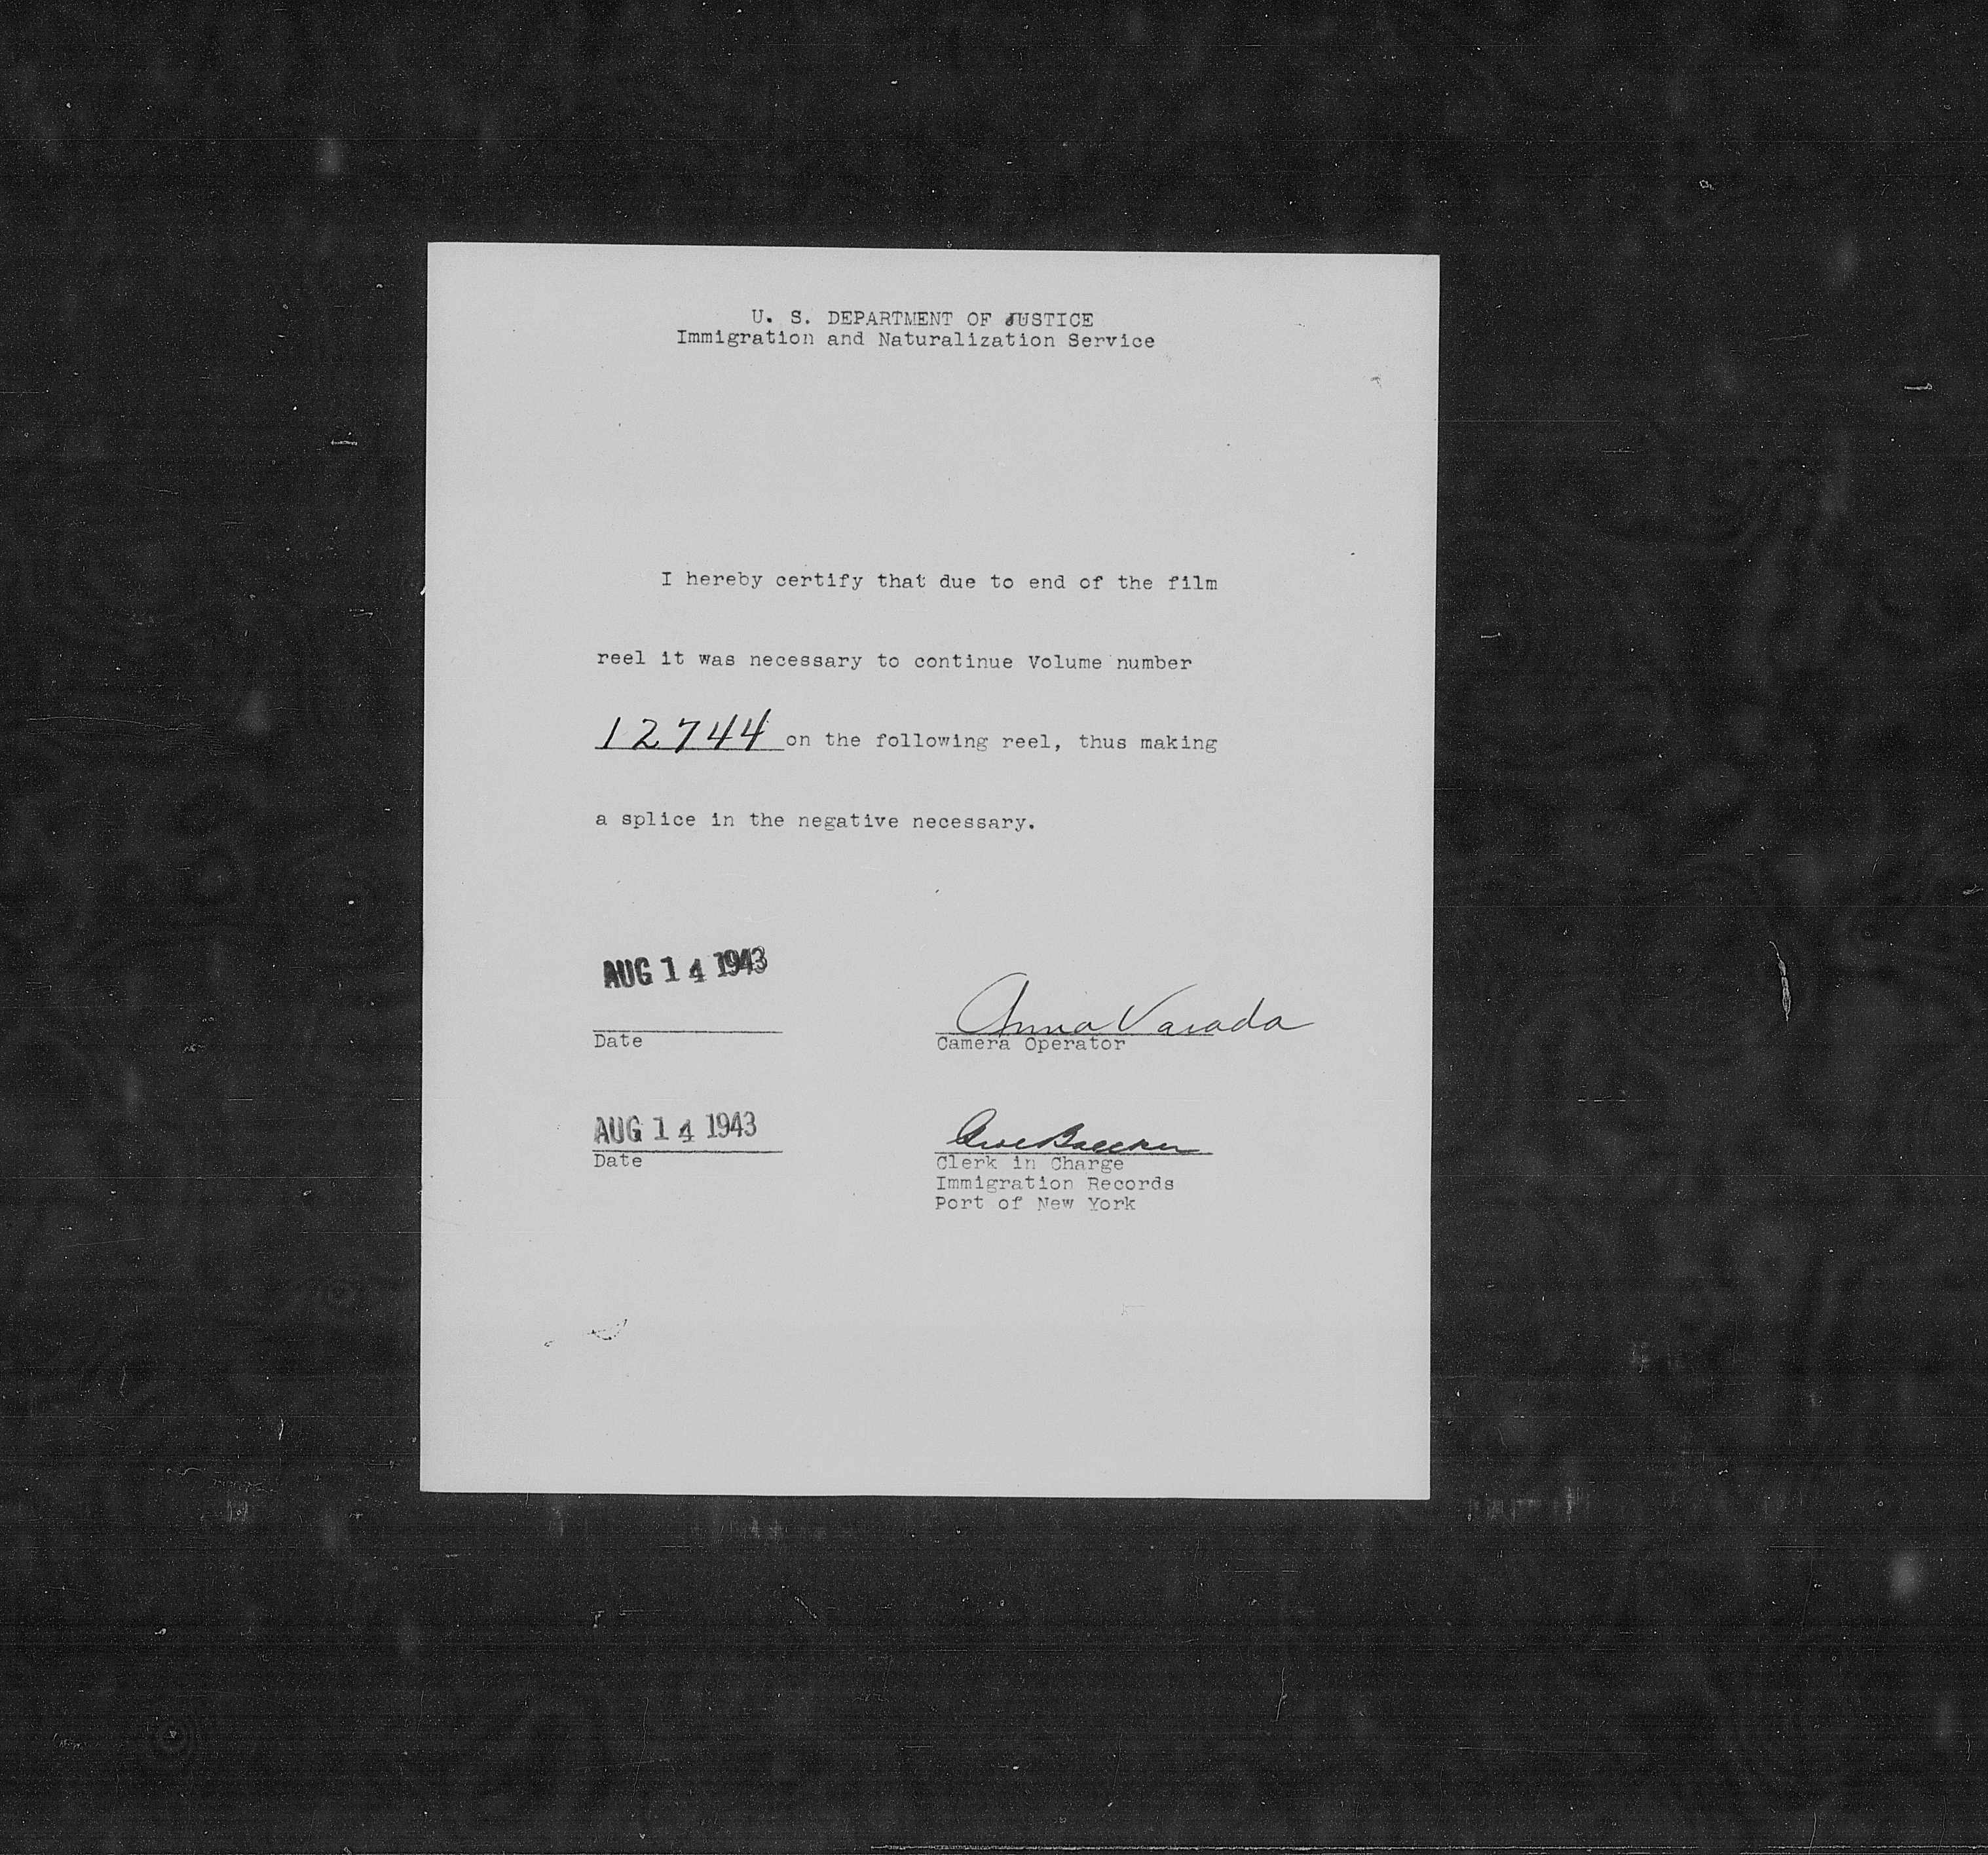 U. S. DEPARTMENT OF JUSTICE
Immigration and Naturalization Service
I hereby certify that due to end of the film
reel it was necessary to continue Volume number
12744 on the following reel, thus making
a splice in the negative necessary.
AUG 14 1943
Anna Varada
Date
Camera Operator
AUG 14 1943
Date
Clerk in Charge
Immigration Records
Port of New York